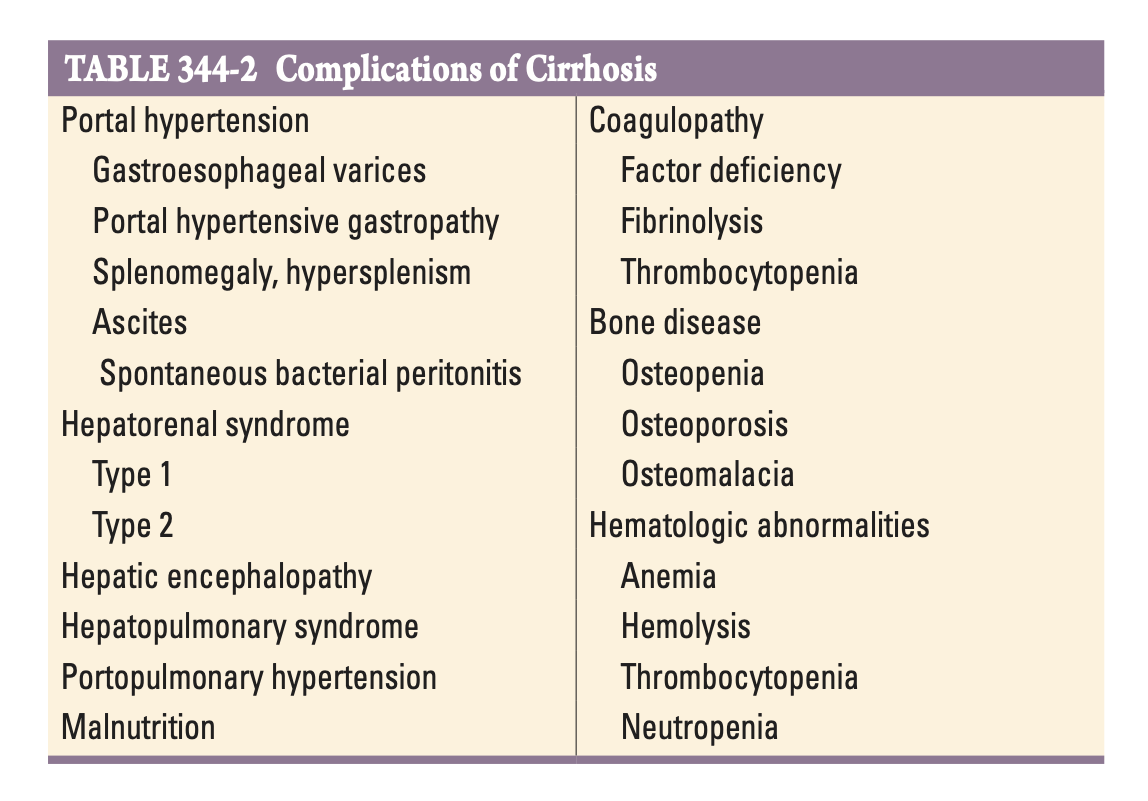 TABLE 344-2 Complications of Cirrhosis
Portal hypertension
Gastroesophageal varices
Portal hypertensive gastropathy
Splenomegaly, hypersplenism
Ascites
Spontaneous bacterial peritonitis
Hepatorenal syndrome
Type 1
Type 2
Hepatic encephalopathy
Hepatopulmonary syndrome
Portopulmonary hypertension
Malnutrition
Coagulopathy
Factor deficiency
Fibrinolysis
Thrombocytopenia
Bone disease
Osteopenia
Osteoporosis
Osteomalacia
Hematologic abnormalities
Anemia
Hemolysis
Thrombocytopenia
Neutropenia